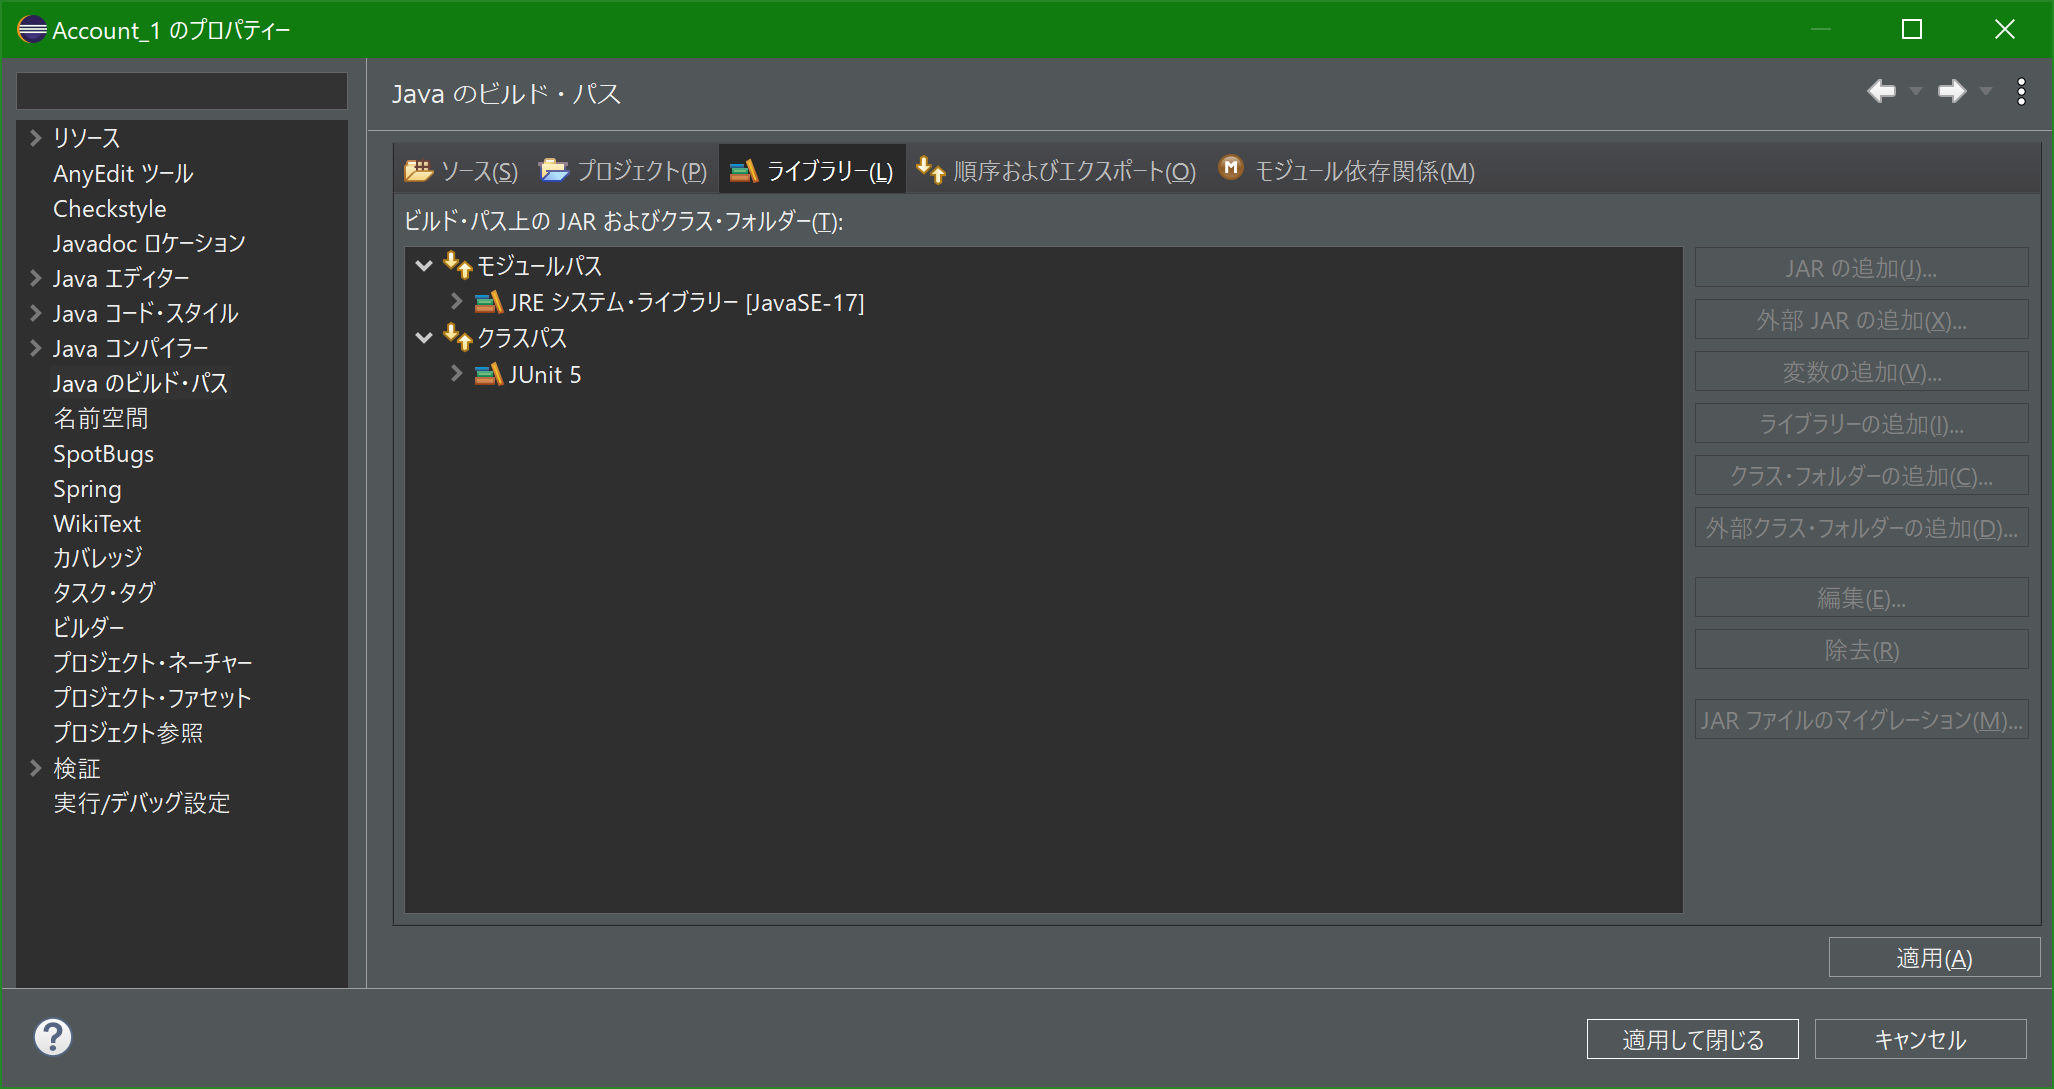 Account_1 のプロパティー
Java のビルド・パス
リソース
AnyEdit ツール
Checkstyle
Javadoc ロケーション
Java エディター
Java コード・スタイル
Java コンパイラー
Java のビルド・パス
名前空間
SpotBugs
Spring
WikiText
カバレッジ
タスク・タグ
ビルダー
プロジェクト・ネーチャー
プロジェクト・ファセット
プロジェクト参照
検証
実行/デバッグ設定
ソース(S) プロジェクト(P) ライブラリー(L) 順序およびエクスポート(O) M モジュール依存関係(M)
ビルド・パス上の JAR およびクラス・フォルダー(T):
モジュールパス
JRE システム・ライブラリー [JavaSE-17]
クラスパス
JUnit 5
JAR の追加(J)...
外部 JAR の追加(X)...
変数の追加(V)...
ライブラリーの追加(I)...
クラス・フォルダーの追加(C)...
外部クラス・フォルダーの追加(D)...
編集(E)...
除去(R)
JAR ファイルのマイグレーション(M)...
適用(A)
?
適用して閉じる
キャンセル